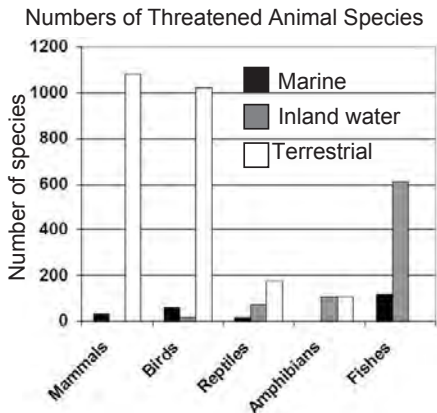 Numbers of Threatened Animal Species
1200
1000
800
600
400
200
0
Number of species
Marine
Inland water
Terrestrial
Mammals
Birds
Reptiles
Amphibians
Fishes